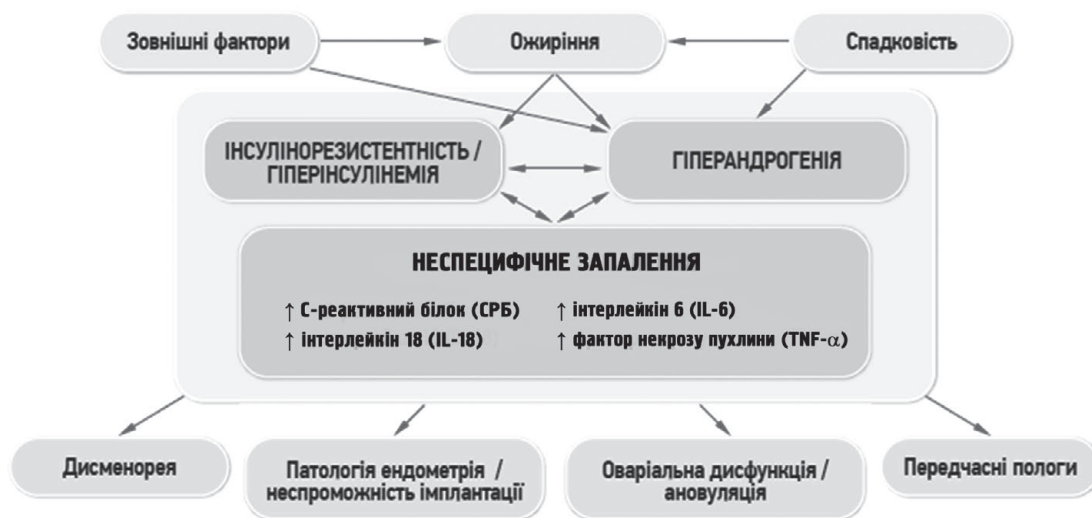 Зовнішні фактори
Ожиріння
Спадковість
ІНСУЛІНОРЕЗИСТЕНТНІСТЬ /
ГІПЕРІНСУЛІНЕМІЯ
ГІПЕРАНДРОГЕНІЯ
НЕСПЕЦИФІЧНЕ ЗАПАЛЕННЯ
↑ С-реактивний білок (СРБ)
↑ інтерлейкін 6 (IL-6)
↑ інтерлейкін 18 (IL-18)
↑ фактор некрозу пухлини (TNF-α)
Дисменорея
Патологія ендометрія /
неспроможність імплантації
Оваріальна дисфункція /
ановуляція
Передчасні пологи